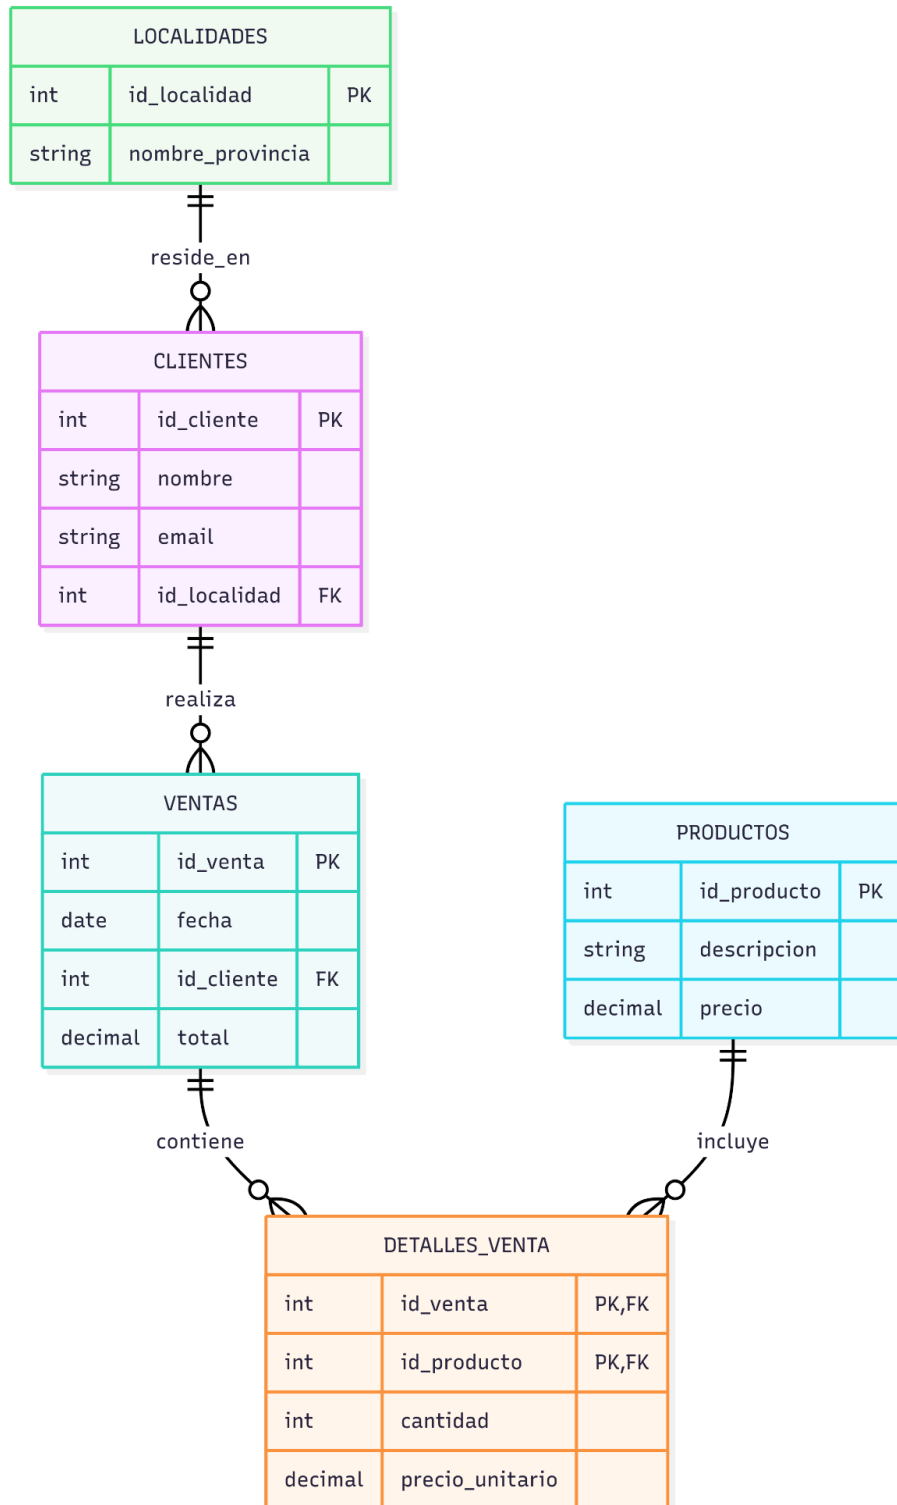 LOCALIDADES
int id_localidad PK
string nombre_provincia
reside_en
CLIENTES
int id_cliente PK
string nombre
string email
int id_localidad FK
realiza
VENTAS
int id_venta PK
date fecha
int id_cliente FK
decimal total
PRODUCTOS
int id_producto PK
string descripcion
decimal precio
contiene
incluye
DETALLES_VENTA
int id_venta PK,FK
int id_producto PK,FK
int cantidad
decimal precio_unitario